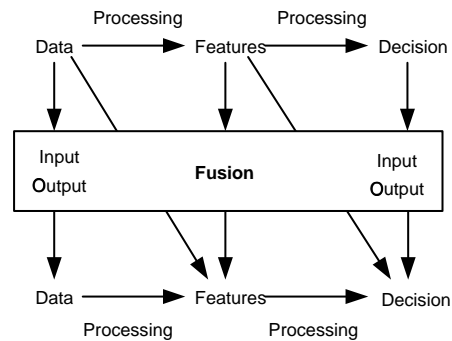 Processing Processing
Data Features Decision
Input Fusion Input
Output Output
Data Features Decision
Processing Processing